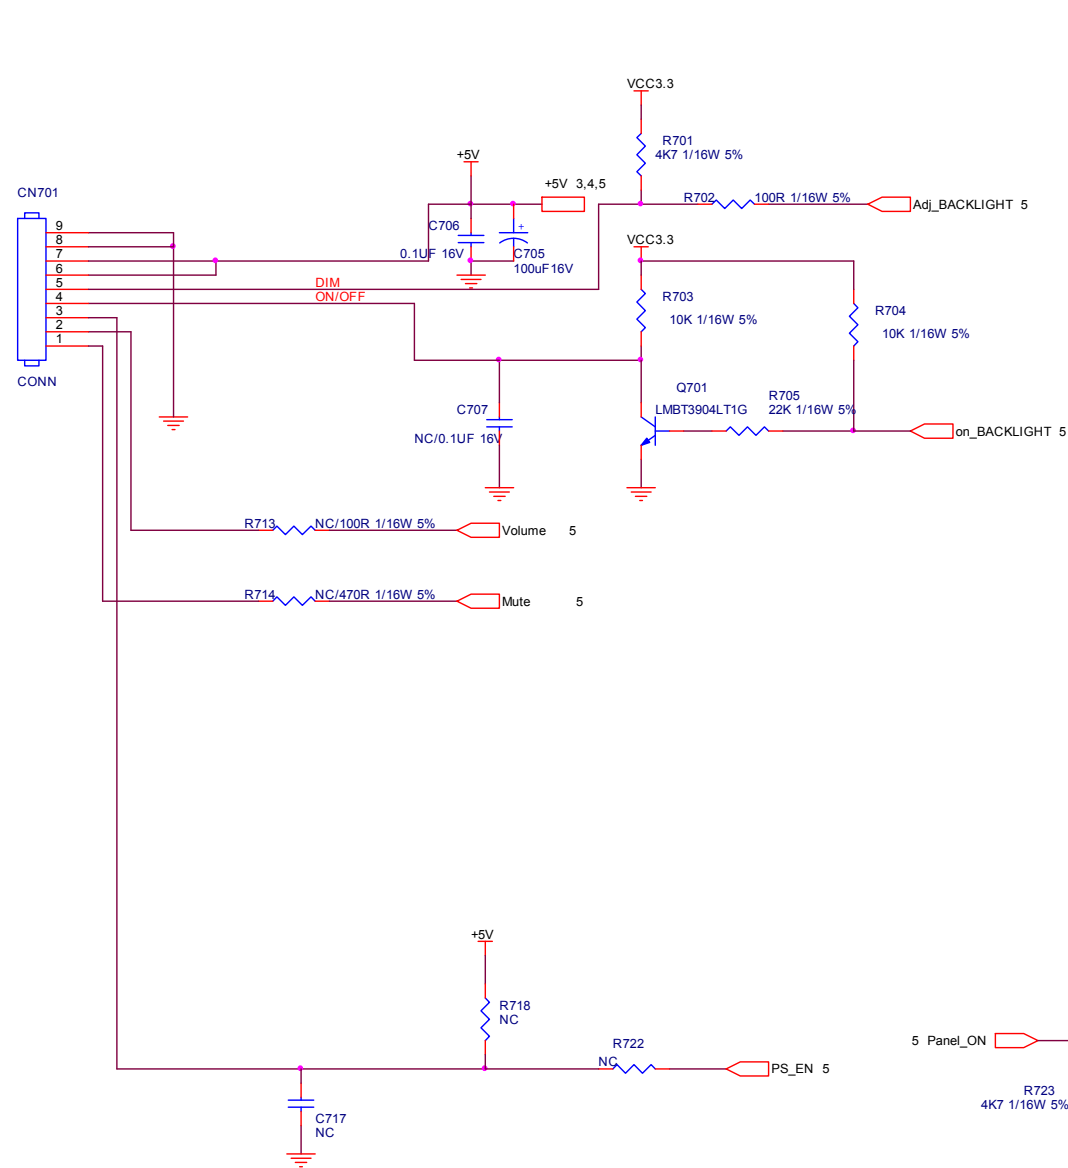 VCC3.3
R701
4K7 1/16W 5%
+5V
+5V 3,4,5
R702
100R 1/16W 5%
Adj_BACKLIGHT 5
CN701
9
8
7
6
5
4
3
2
1
CONN
C706
0.1UF 16V
+
C705
100uF16V
VCC3.3
DIM
ON/OFF
R703
10K 1/16W 5%
R704
10K 1/16W 5%
Q701
LMBT3904LT1G
R705
22K 1/16W 5%
on_BACKLIGHT 5
C707
NC/0.1UF 16V
R713
NC/100R 1/16W 5%
Volume 5
R714
NC/470R 1/16W 5%
Mute 5
+5V
R718
NC
R722
NC
PS_EN 5
5 Panel_ON
R723
4K7 1/16W 5%
C717
NC